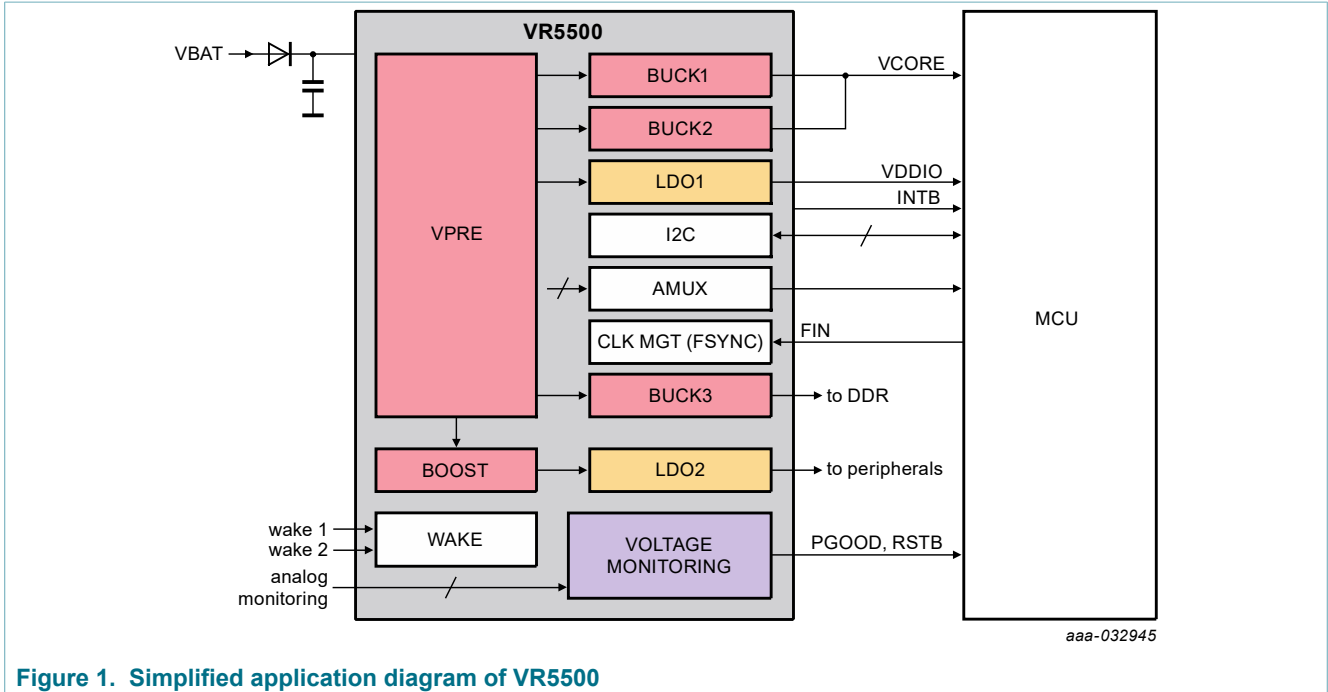 VR5500
VBAT
BUCK1
VCORE
BUCK2
LDO1
VDDIO
INTB
VPRE
I2C
AMUX
MCU
CLK MGT (FSYNC)
FIN
BUCK3
to DDR
BOOST
LDO2
to peripherals
wake 1
wake 2
WAKE
VOLTAGE
MONITORING
PGOOD, RSTB
analog
monitoring
aaa-032945
Figure 1. Simplified application diagram of VR5500